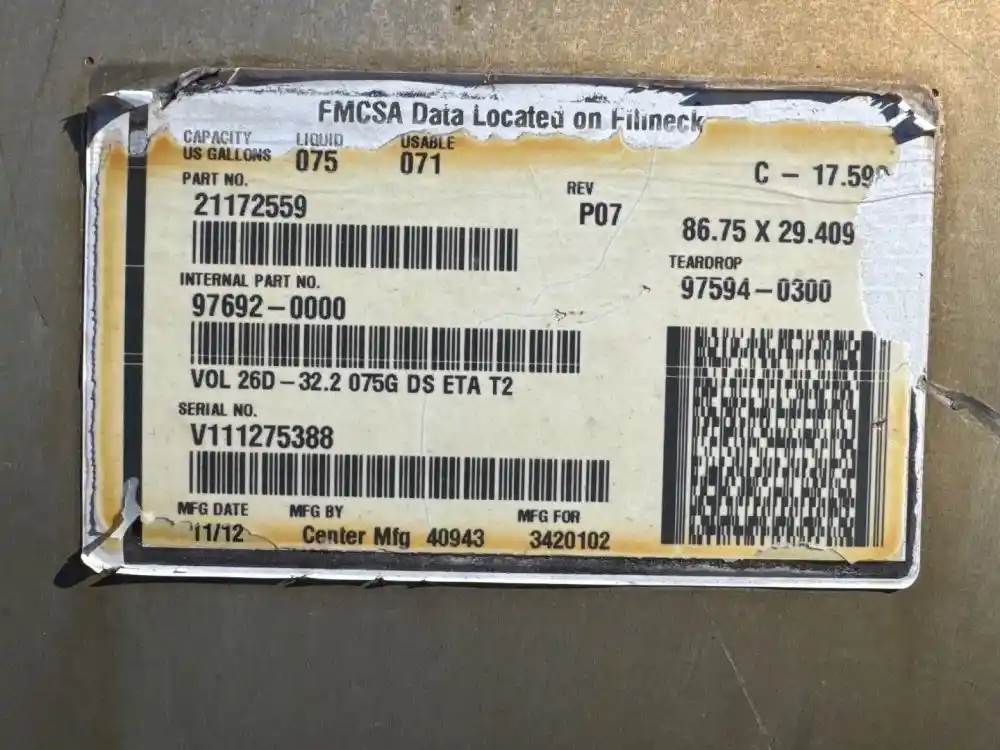 FMCSA Data Located on Fillneck
CAPACITY LIQUID USABLE
US GALLONS 075 071
C - 17.599
PART NO.
21172559
REV
P07
86.75 X 29.409
TEARDROP
97594-0300
INTERNAL PART NO.
97692-0000
VOL 26D-32.2 075G DS ETA T2
SERIAL NO.
V111275388
MFG DATE MFG BY MFG FOR
11/12 Center Mfg 40943 3420102